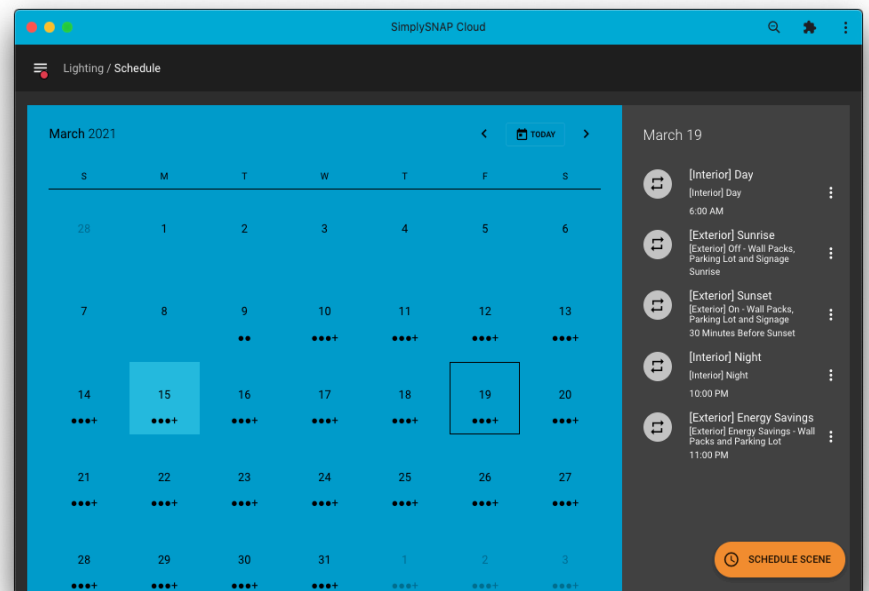 SimplySNAP Cloud
Lighting / Schedule
March 2021
TODAY
S M T W T F S
28 1 2 3 4 5 6
7 8 9 10 11 12 13
14 15 16 17 18 19 20
21 22 23 24 25 26 27
28 29 30 31 1 2 3
March 19
[Interior] Day
[Interior] Day
6:00 AM
[Exterior] Sunrise
[Exterior] Off - Wall Packs,
Parking Lot and Signage
Sunrise
[Exterior] Sunset
[Exterior] On - Wall Packs,
Parking Lot and Signage
30 Minutes Before Sunset
[Interior] Night
[Interior] Night
10:00 PM
[Exterior] Energy Savings
[Exterior] Energy Savings - Wall
Packs and Parking Lot
11:00 PM
SCHEDULE SCENE